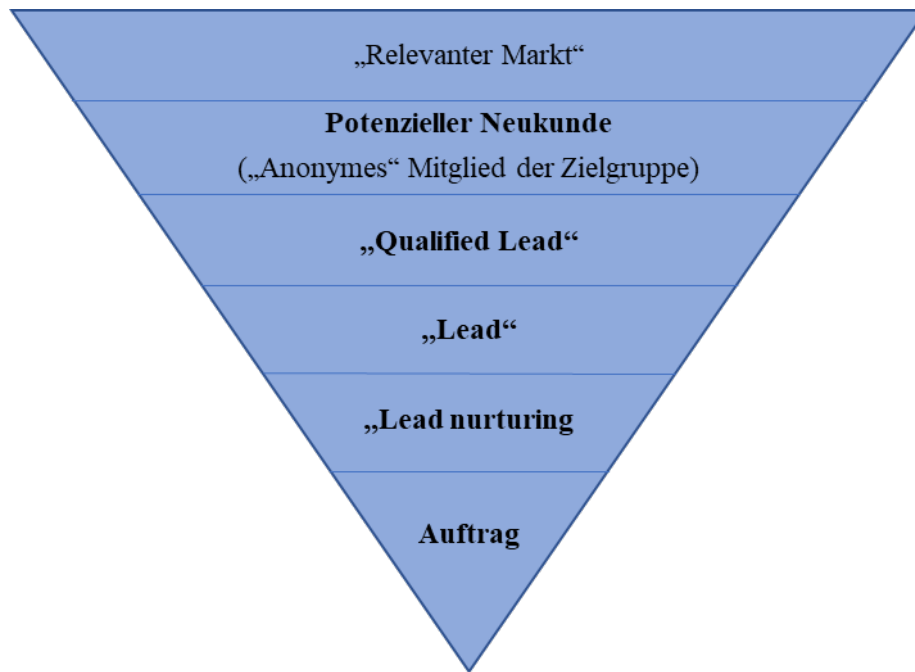 „Relevanter Markt“
Potenzieller Neukunde
(„Anonymes“ Mitglied der Zielgruppe)
„Qualified Lead“
„Lead“
„Lead nurturing
Auftrag